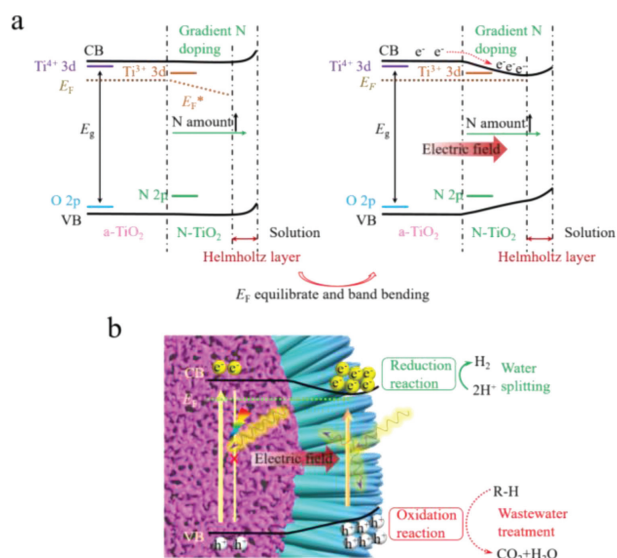 a
Gradient N
doping
CB
Ti⁴⁺ 3d
Ti³⁺ 3d
E_F
E_F*
N amount
E_g
O 2p
N 2p
VB
a-TiO₂
N-TiO₂
Solution
Helmholtz layer
Gradient N
doping
CB
e⁻ e⁻
e⁻e⁻e⁻
Ti⁴⁺ 3d
Ti³⁺ 3d
E_F
N amount
Electric field
E_g
O 2p
N 2p
VB
a-TiO₂
N-TiO₂
Solution
Helmholtz layer
E_F equilibrate and band bending
b
e⁻ e⁻
e⁻ e⁻ e⁻
e⁻ e⁻ e⁻
CB
E_F
Reduction
reaction
H₂
2H⁺
Water
splitting
Electric field
VB
h⁺ h⁺
h⁺ h⁺ h⁺
h⁺ h⁺ h⁺
Oxidation
reaction
R-H
Wastewater
treatment
CO₂+H₂O